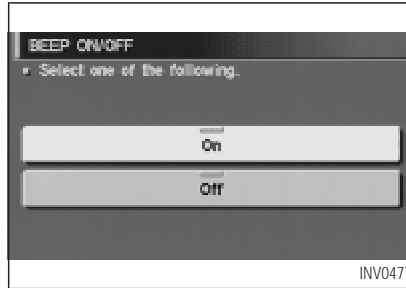 BEEP ON/OFF
Select one of the following.
On
Off
INV047